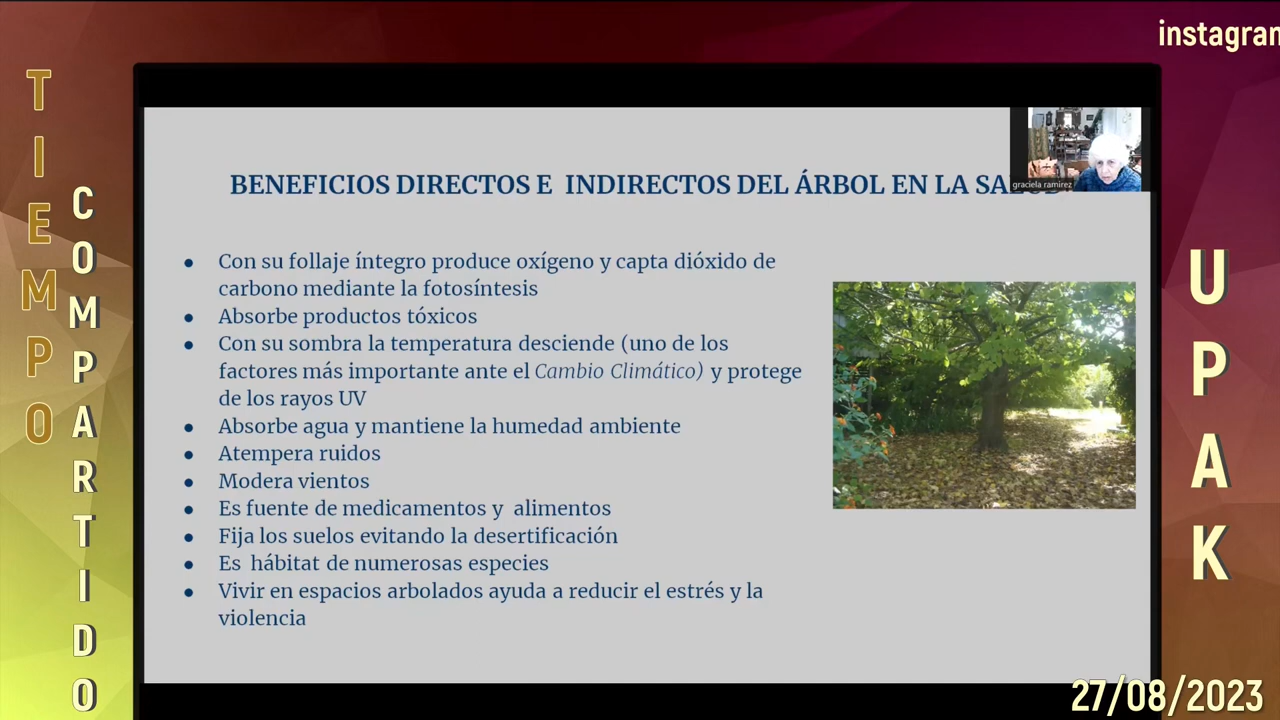 instagram
TIEMPO
COMPARTIDO
graciela ramirez
BENEFICIOS DIRECTOS E INDIRECTOS DEL ÁRBOL EN LA
● Con su follaje íntegro produce oxígeno y capta dióxido de
carbono mediante la fotosíntesis
● Absorbe productos tóxicos
● Con su sombra la temperatura desciende (uno de los
factores más importante ante el Cambio Climático) y protege
de los rayos UV
● Absorbe agua y mantiene la humedad ambiente
● Atempera ruidos
● Modera vientos
● Es fuente de medicamentos y alimentos
● Fija los suelos evitando la desertificación
● Es hábitat de numerosas especies
● Vivir en espacios arbolados ayuda a reducir el estrés y la
violencia
UPAK
27/08/2023